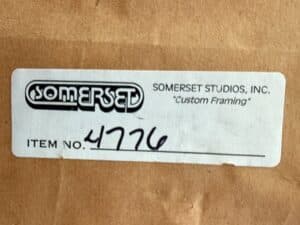 SOMERSET
SOMERSET STUDIOS, INC.
"Custom Framing"
ITEM NO. 4776